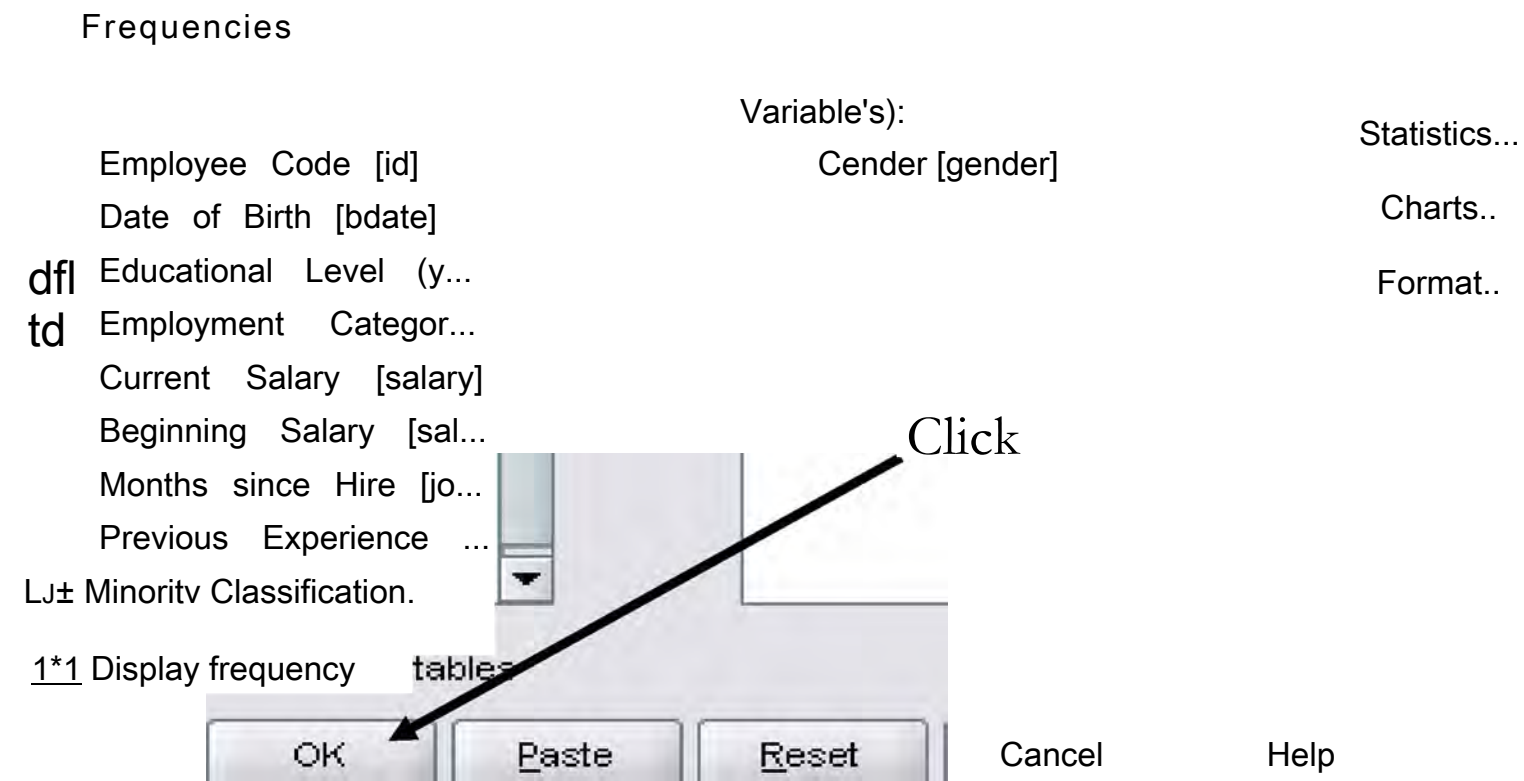 Frequencies
Variable's):
Statistics...
Employee Code [id]
Cender [gender]
Date of Birth [bdate]
Charts..
dfl Educational Level (y...
Format..
td Employment Categor...
Current Salary [salary]
Beginning Salary [sal...
Click
Months since Hire [jo...
Previous Experience ...
LJ± Minoritv Classification.
1*1 Display frequency tables
OK Paste Reset Cancel Help